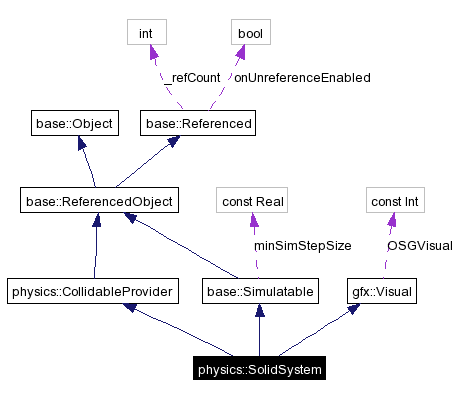 int
bool
_refCount
onUnreferenceEnabled
base::Object
base::Referenced
base::ReferencedObject
const Real
const Int
minSimStepSize
OSGVisual
physics::CollidableProvider
base::Simulatable
gfx::Visual
physics::SolidSystem